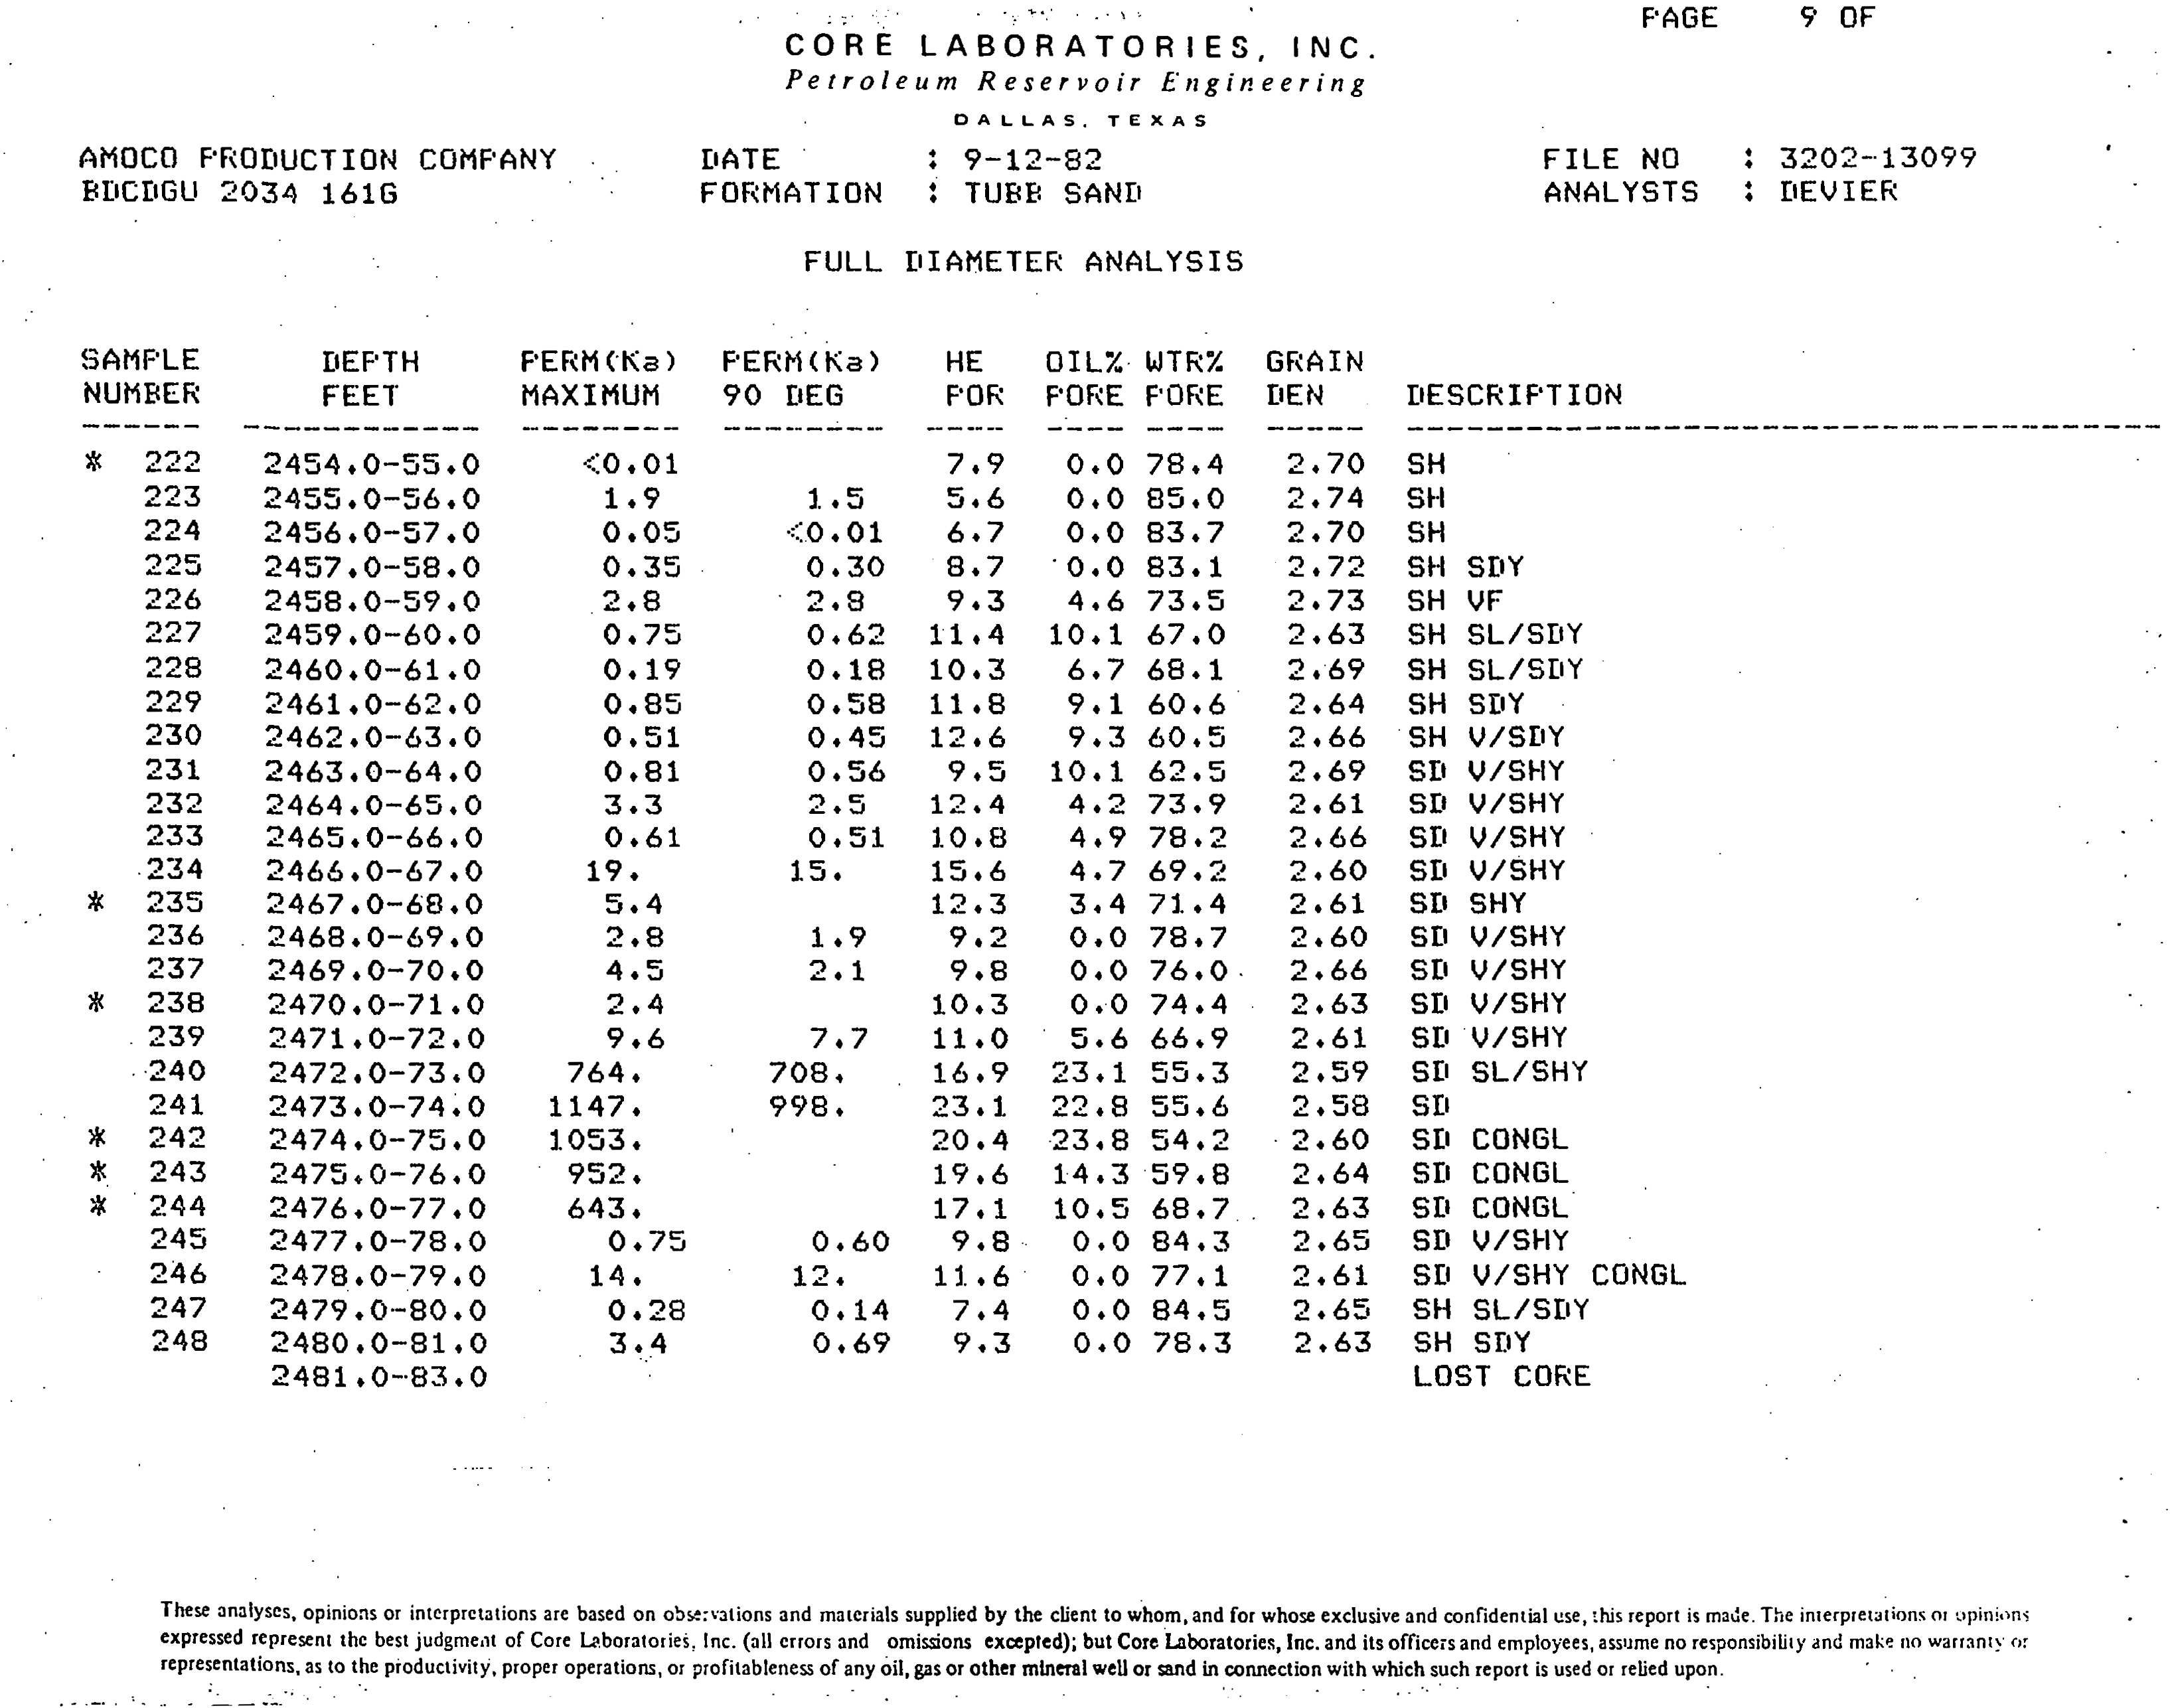 PAGE 9 OF
CORE LABORATORIES, INC.
Petroleum Reservoir Engineering
DALLAS, TEXAS
AMOCO PRODUCTION COMPANY DATE : 9-12-82 FILE NO : 3202-13099
BDCDGU 2034 161G FORMATION : TUBB SAND ANALYSTS : DEVIER
FULL DIAMETER ANALYSIS
SAMPLE DEPTH PERM(Ka) PERM(Ka) HE OIL% WTR% GRAIN
NUMBER FEET MAXIMUM 90 DEG POR PORE PORE DEN DESCRIPTION
* 222 2454.0-55.0 <0.01 7.9 0.0 78.4 2.70 SH
223 2455.0-56.0 1.9 1.5 5.6 0.0 85.0 2.74 SH
224 2456.0-57.0 0.05 <0.01 6.7 0.0 83.7 2.70 SH
225 2457.0-58.0 0.35 0.30 8.7 0.0 83.1 2.72 SH SDY
226 2458.0-59.0 2.8 2.8 9.3 4.6 73.5 2.73 SH VF
227 2459.0-60.0 0.75 0.62 11.4 10.1 67.0 2.63 SH SL/SDY
228 2460.0-61.0 0.19 0.18 10.3 6.7 68.1 2.69 SH SL/SDY
229 2461.0-62.0 0.85 0.58 11.8 9.1 60.6 2.64 SH SDY
230 2462.0-63.0 0.51 0.45 12.6 9.3 60.5 2.66 SH V/SDY
231 2463.0-64.0 0.81 0.56 9.5 10.1 62.5 2.69 SD V/SHY
232 2464.0-65.0 3.3 2.5 12.4 4.2 73.9 2.61 SD V/SHY
233 2465.0-66.0 0.61 0.51 10.8 4.9 78.2 2.66 SD V/SHY
234 2466.0-67.0 19. 15. 15.6 4.7 69.2 2.60 SD V/SHY
* 235 2467.0-68.0 5.4 12.3 3.4 71.4 2.61 SD SHY
236 2468.0-69.0 2.8 1.9 9.2 0.0 78.7 2.60 SD V/SHY
237 2469.0-70.0 4.5 2.1 9.8 0.0 76.0 2.66 SD V/SHY
* 238 2470.0-71.0 2.4 10.3 0.0 74.4 2.63 SD V/SHY
239 2471.0-72.0 9.6 7.7 11.0 5.6 66.9 2.61 SD V/SHY
240 2472.0-73.0 764. 708. 16.9 23.1 55.3 2.59 SD SL/SHY
241 2473.0-74.0 1147. 998. 23.1 22.8 55.6 2.58 SD
* 242 2474.0-75.0 1053. 20.4 23.8 54.2 2.60 SD CONGL
* 243 2475.0-76.0 952. 19.6 14.3 59.8 2.64 SD CONGL
* 244 2476.0-77.0 643. 17.1 10.5 68.7 2.63 SD CONGL
245 2477.0-78.0 0.75 0.60 9.8 0.0 84.3 2.65 SD V/SHY
246 2478.0-79.0 14. 12. 11.6 0.0 77.1 2.61 SD V/SHY CONGL
247 2479.0-80.0 0.28 0.14 7.4 0.0 84.5 2.65 SH SL/SDY
248 2480.0-81.0 3.4 0.69 9.3 0.0 78.3 2.63 SH SDY
2481.0-83.0 LOST CORE
These analyses, opinions or interpretations are based on observations and materials supplied by the client to whom, and for whose exclusive and confidential use, this report is made. The interpretations or opinions
expressed represent the best judgment of Core Laboratories, Inc. (all errors and omissions excepted); but Core Laboratories, Inc. and its officers and employees, assume no responsibility and make no warranty or
representations, as to the productivity, proper operations, or profitableness of any oil, gas or other mineral well or sand in connection with which such report is used or relied upon.